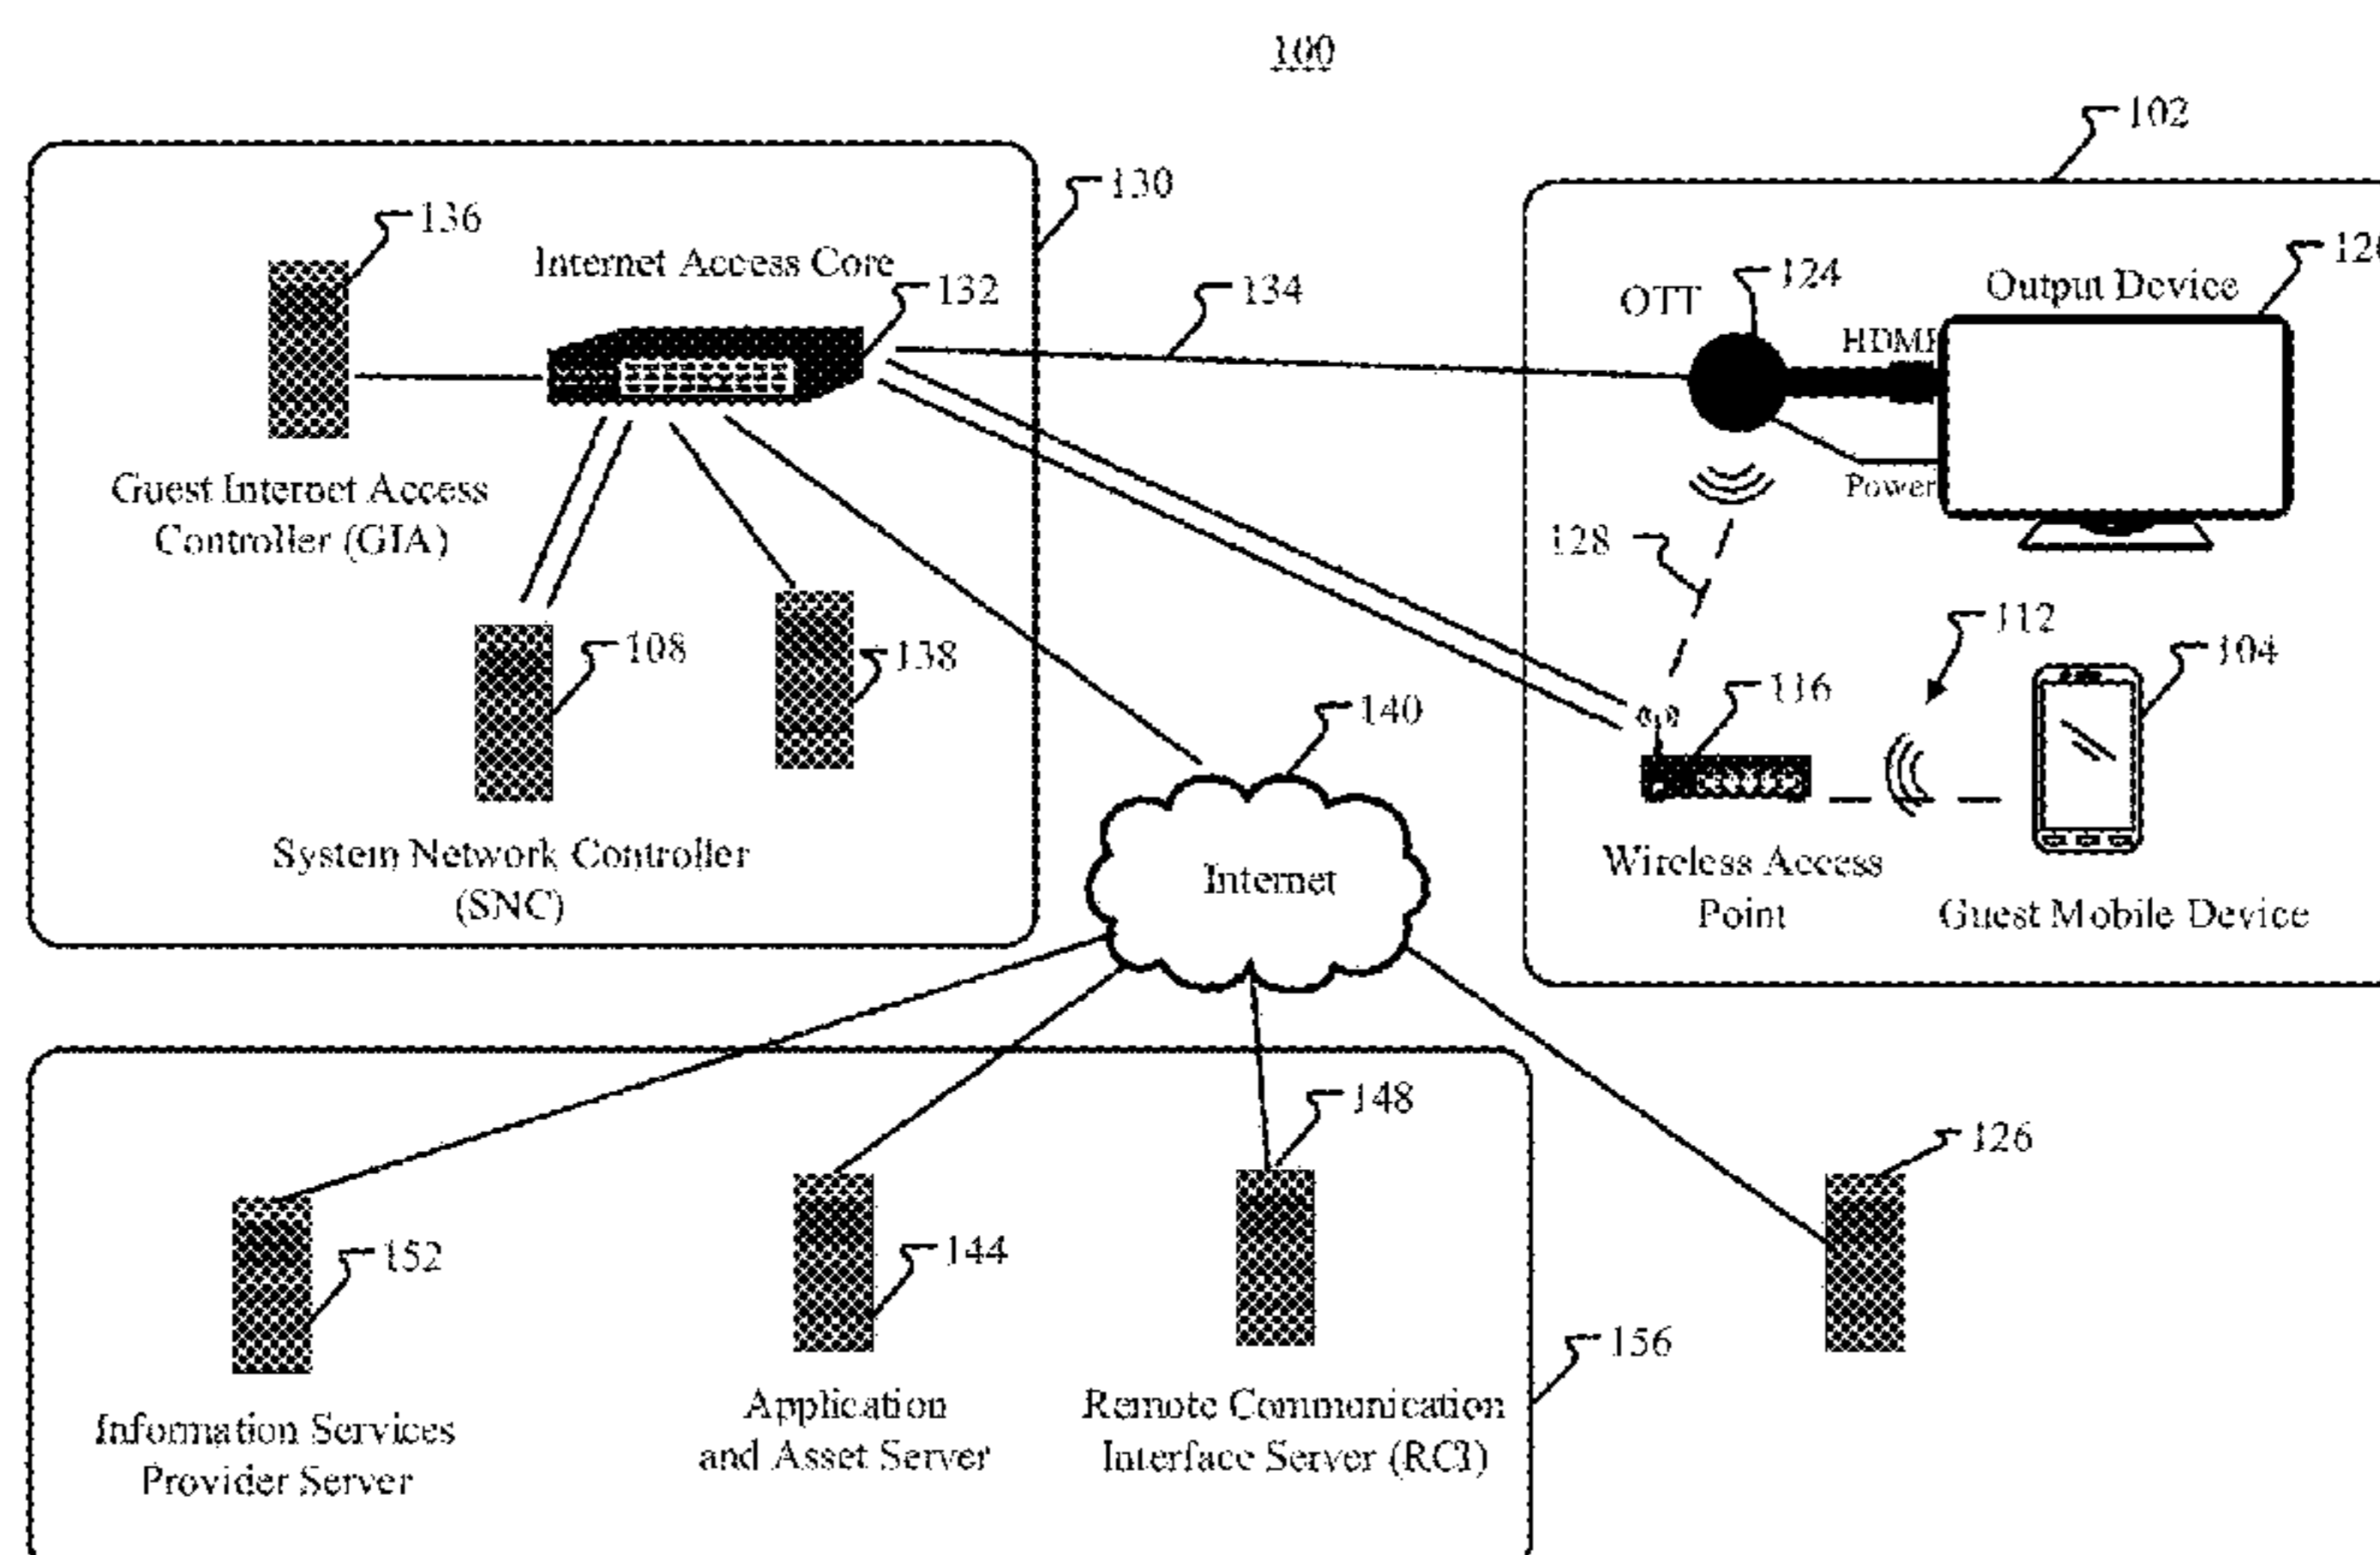 100
102
130
136
Internet Access Core
132
134
OTT
124
Output Device
HDMI
Power
Guest Internet Access
Controller (GIA)
128
112
104
108
138
116
140
System Network Controller
(SNC)
Internet
Wireless Access
Point
Guest Mobile Device
148
126
152
144
156
Information Services
Provider Server
Application
and Asset Server
Remote Communication
Interface Server (RCI)